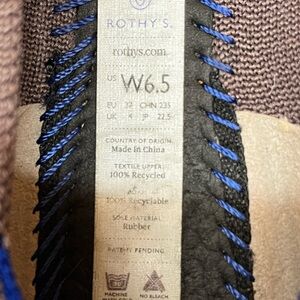 ROTHY'S.
rothys.com
US W6.5
EU 37 CHN 235
UK 4 JP 22.5
COUNTRY OF ORIGIN
Made in China
TEXTILE UPPER
100% Recycled
100% Recyclable
SOLE MATERIAL
Rubber
PATENT PENDING
MACHINE
NO BLEACH